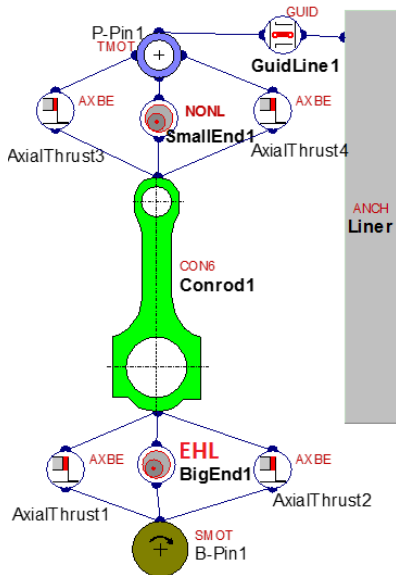 GUID
P-Pin1
TMOT
GuidLine1
AXBE
NONL
AXBE
SmallEnd1
AxialThrust3
AxialThrust4
ANCH
Liner
CON6
Conrod1
AXBE
EHL
AXBE
BigEnd1
AxialThrust1
AxialThrust2
SMOT
B-Pin1